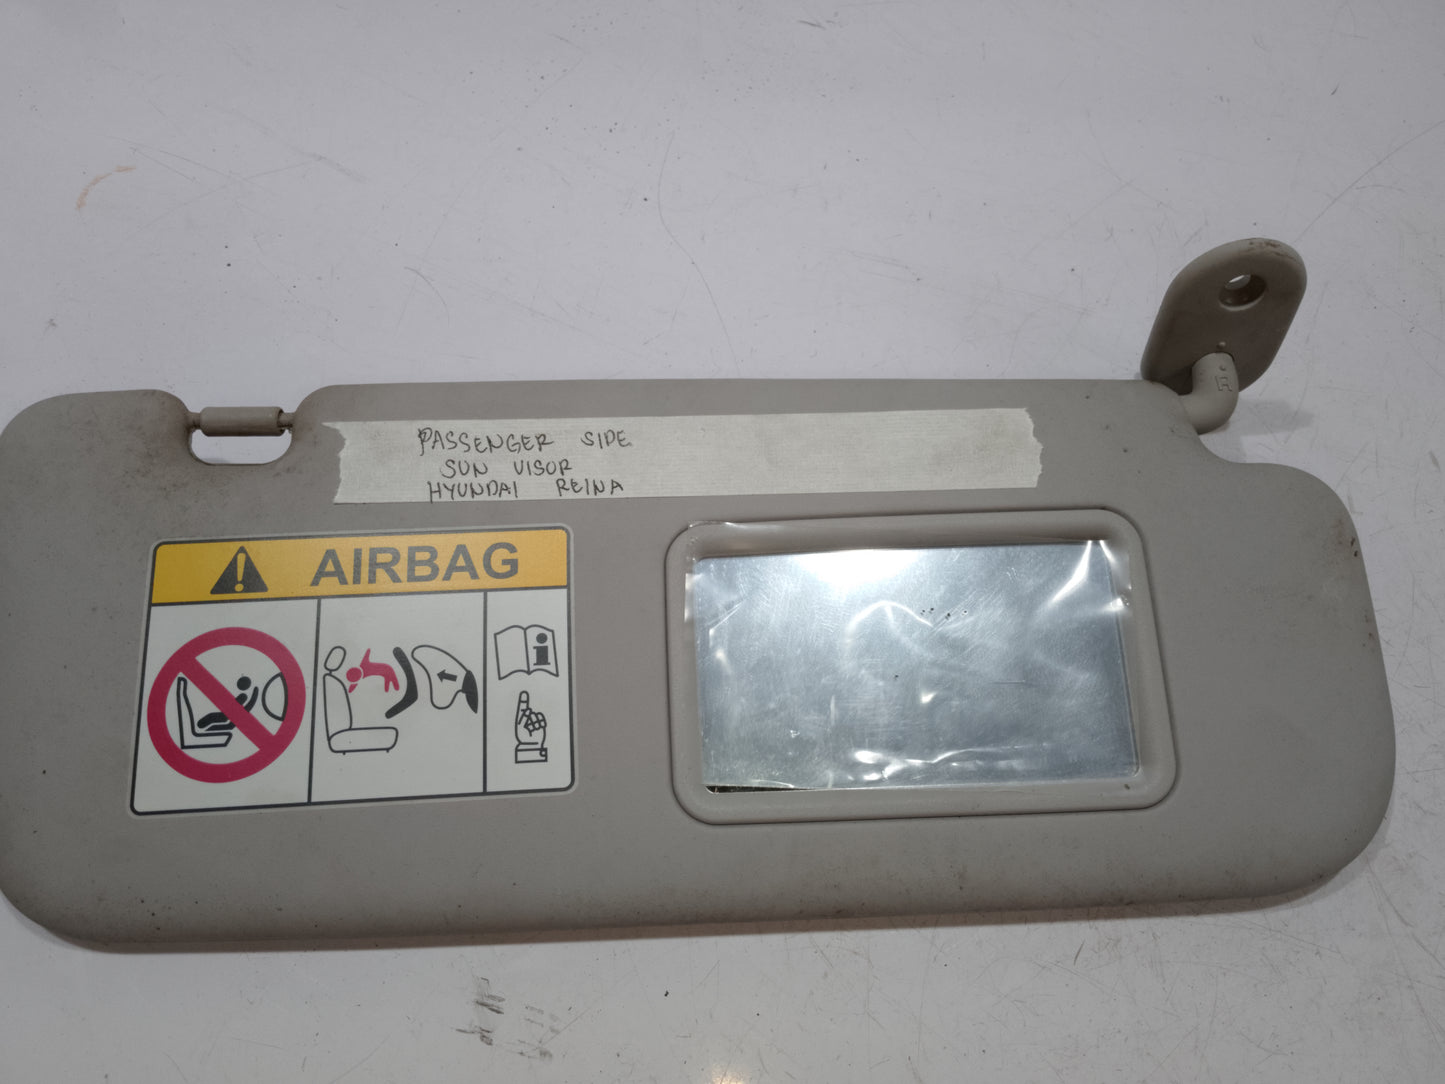 PASSENGER SIDE
SUN VISOR
HYUNDAI REINA
AIRBAG
R